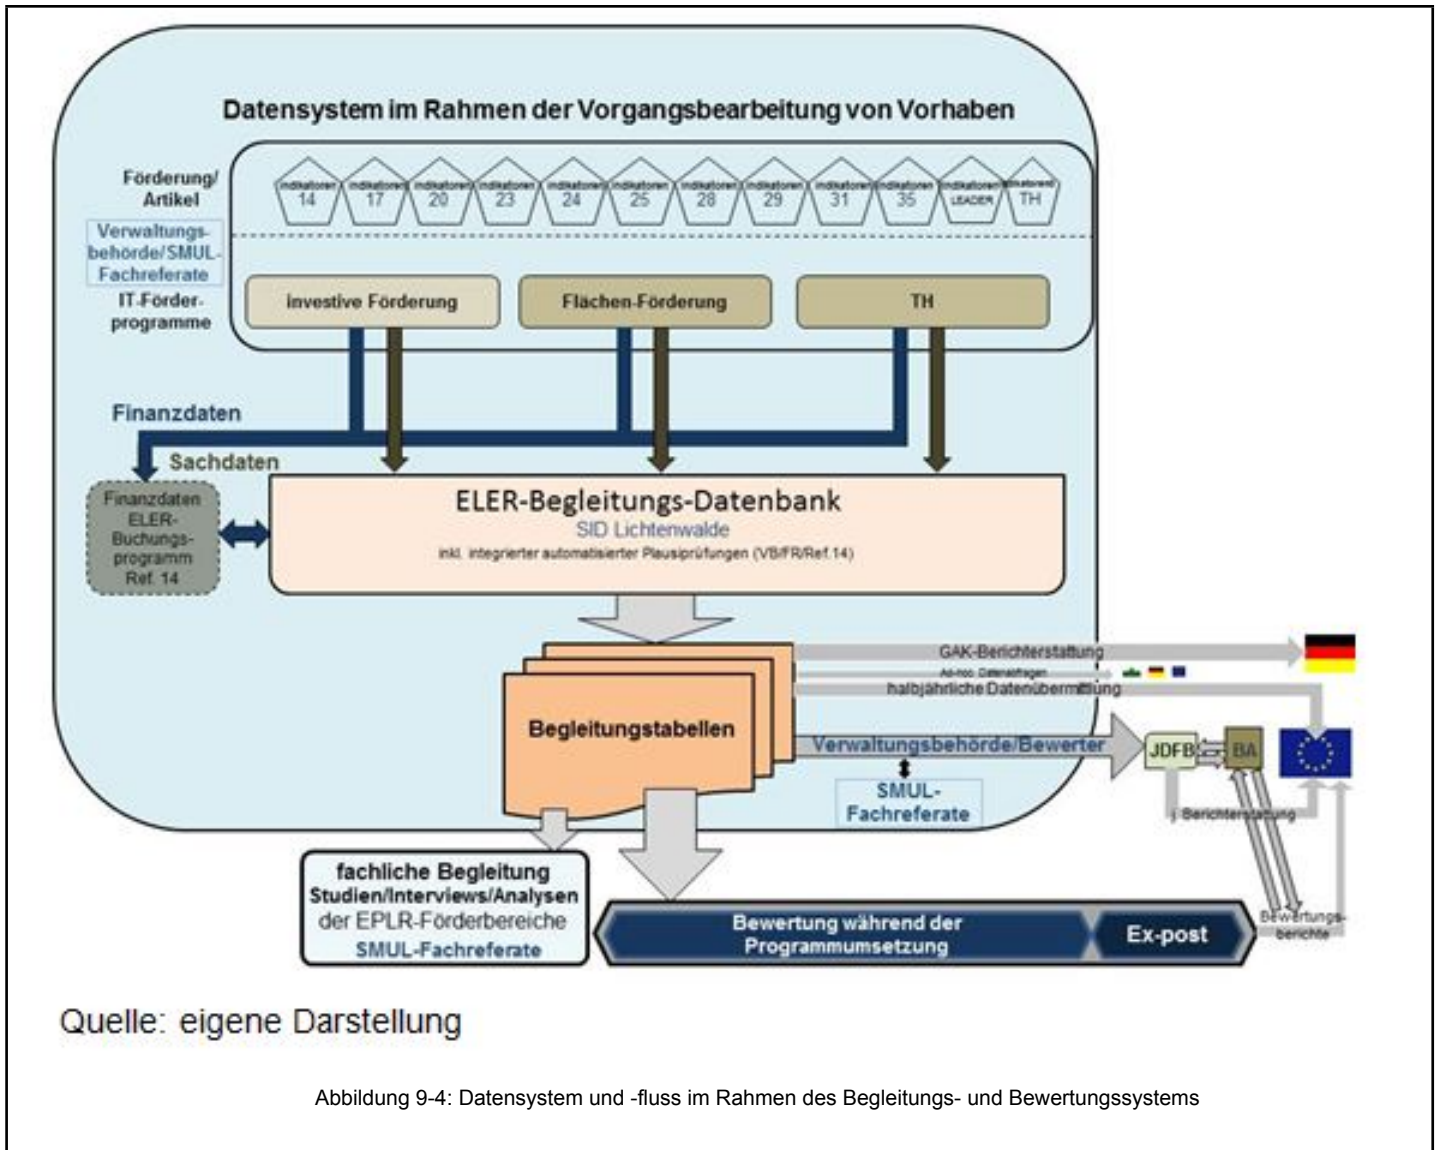 Datensystem im Rahmen der Vorgangsbearbeitung von Vorhaben
Förderung/
Artikel
Indikatoren
14
Indikatoren
17
Indikatoren
20
Indikatoren
23
Indikatoren
24
Indikatoren
25
Indikatoren
28
Indikatoren
29
Indikatoren
31
Indikatoren
35
Indikatoren
LEADER
Indikatoren
TH
Verwaltungs-
behörde/SMUL-
Fachreferate
IT-Förder-
programme
investive Förderung
Flächen-Förderung
TH
Finanzdaten
Sachdaten
Finanzdaten
ELER-
Buchungs-
programm
Ref. 14
ELER-Begleitungs-Datenbank
SID Lichtenwalde
inkl. integrierter automatisierter Plausiprüfungen (VB/FR/Ref.14)
GAK-Berichterstattung
Ad-hoc Datenabfragen
halbjährliche Datenübermittlung
Begleitungstabellen
Verwaltungsbehörde/Bewerter
JDFB
BA
SMUL-
Fachreferate
j. Berichterstattung
fachliche Begleitung
Studien/Interviews/Analysen
der EPLR-Förderbereiche
SMUL-Fachreferate
Bewertung während der
Programmumsetzung
Ex-post
Bewertungs-
berichte
Quelle: eigene Darstellung
Abbildung 9-4: Datensystem und -fluss im Rahmen des Begleitungs- und Bewertungssystems